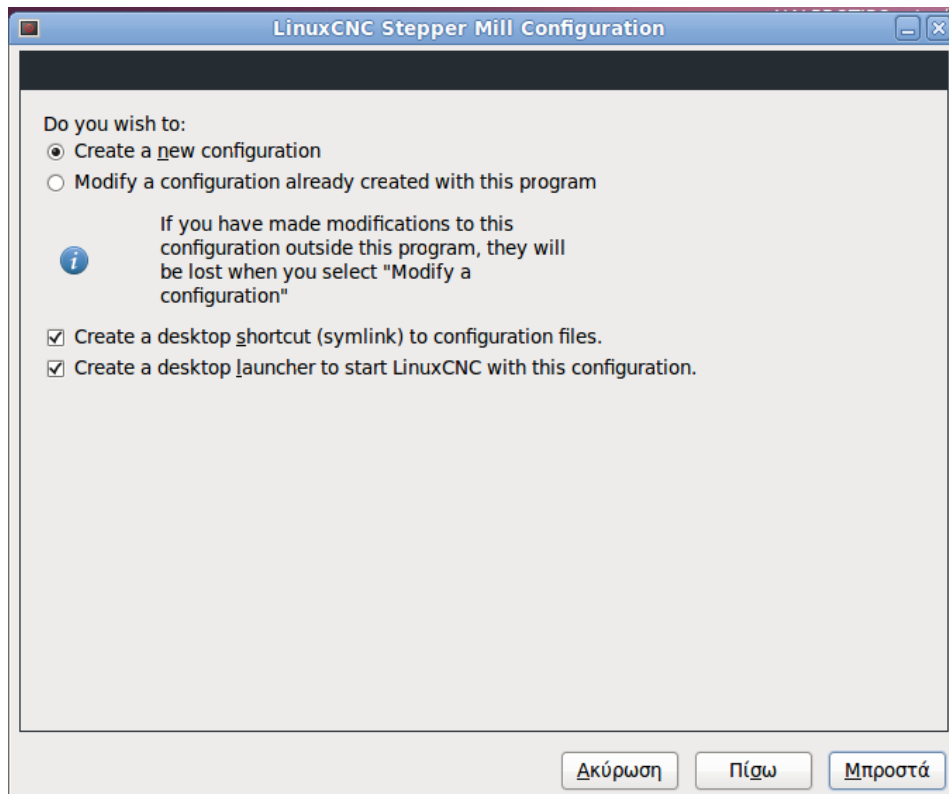 LinuxCNC Stepper Mill Configuration
Do you wish to:
Create a new configuration
Modify a configuration already created with this program
If you have made modifications to this
configuration outside this program, they will
be lost when you select "Modify a
configuration"
Create a desktop shortcut (symlink) to configuration files.
Create a desktop launcher to start LinuxCNC with this configuration.
Ακύρωση Πίσω Μπροστά